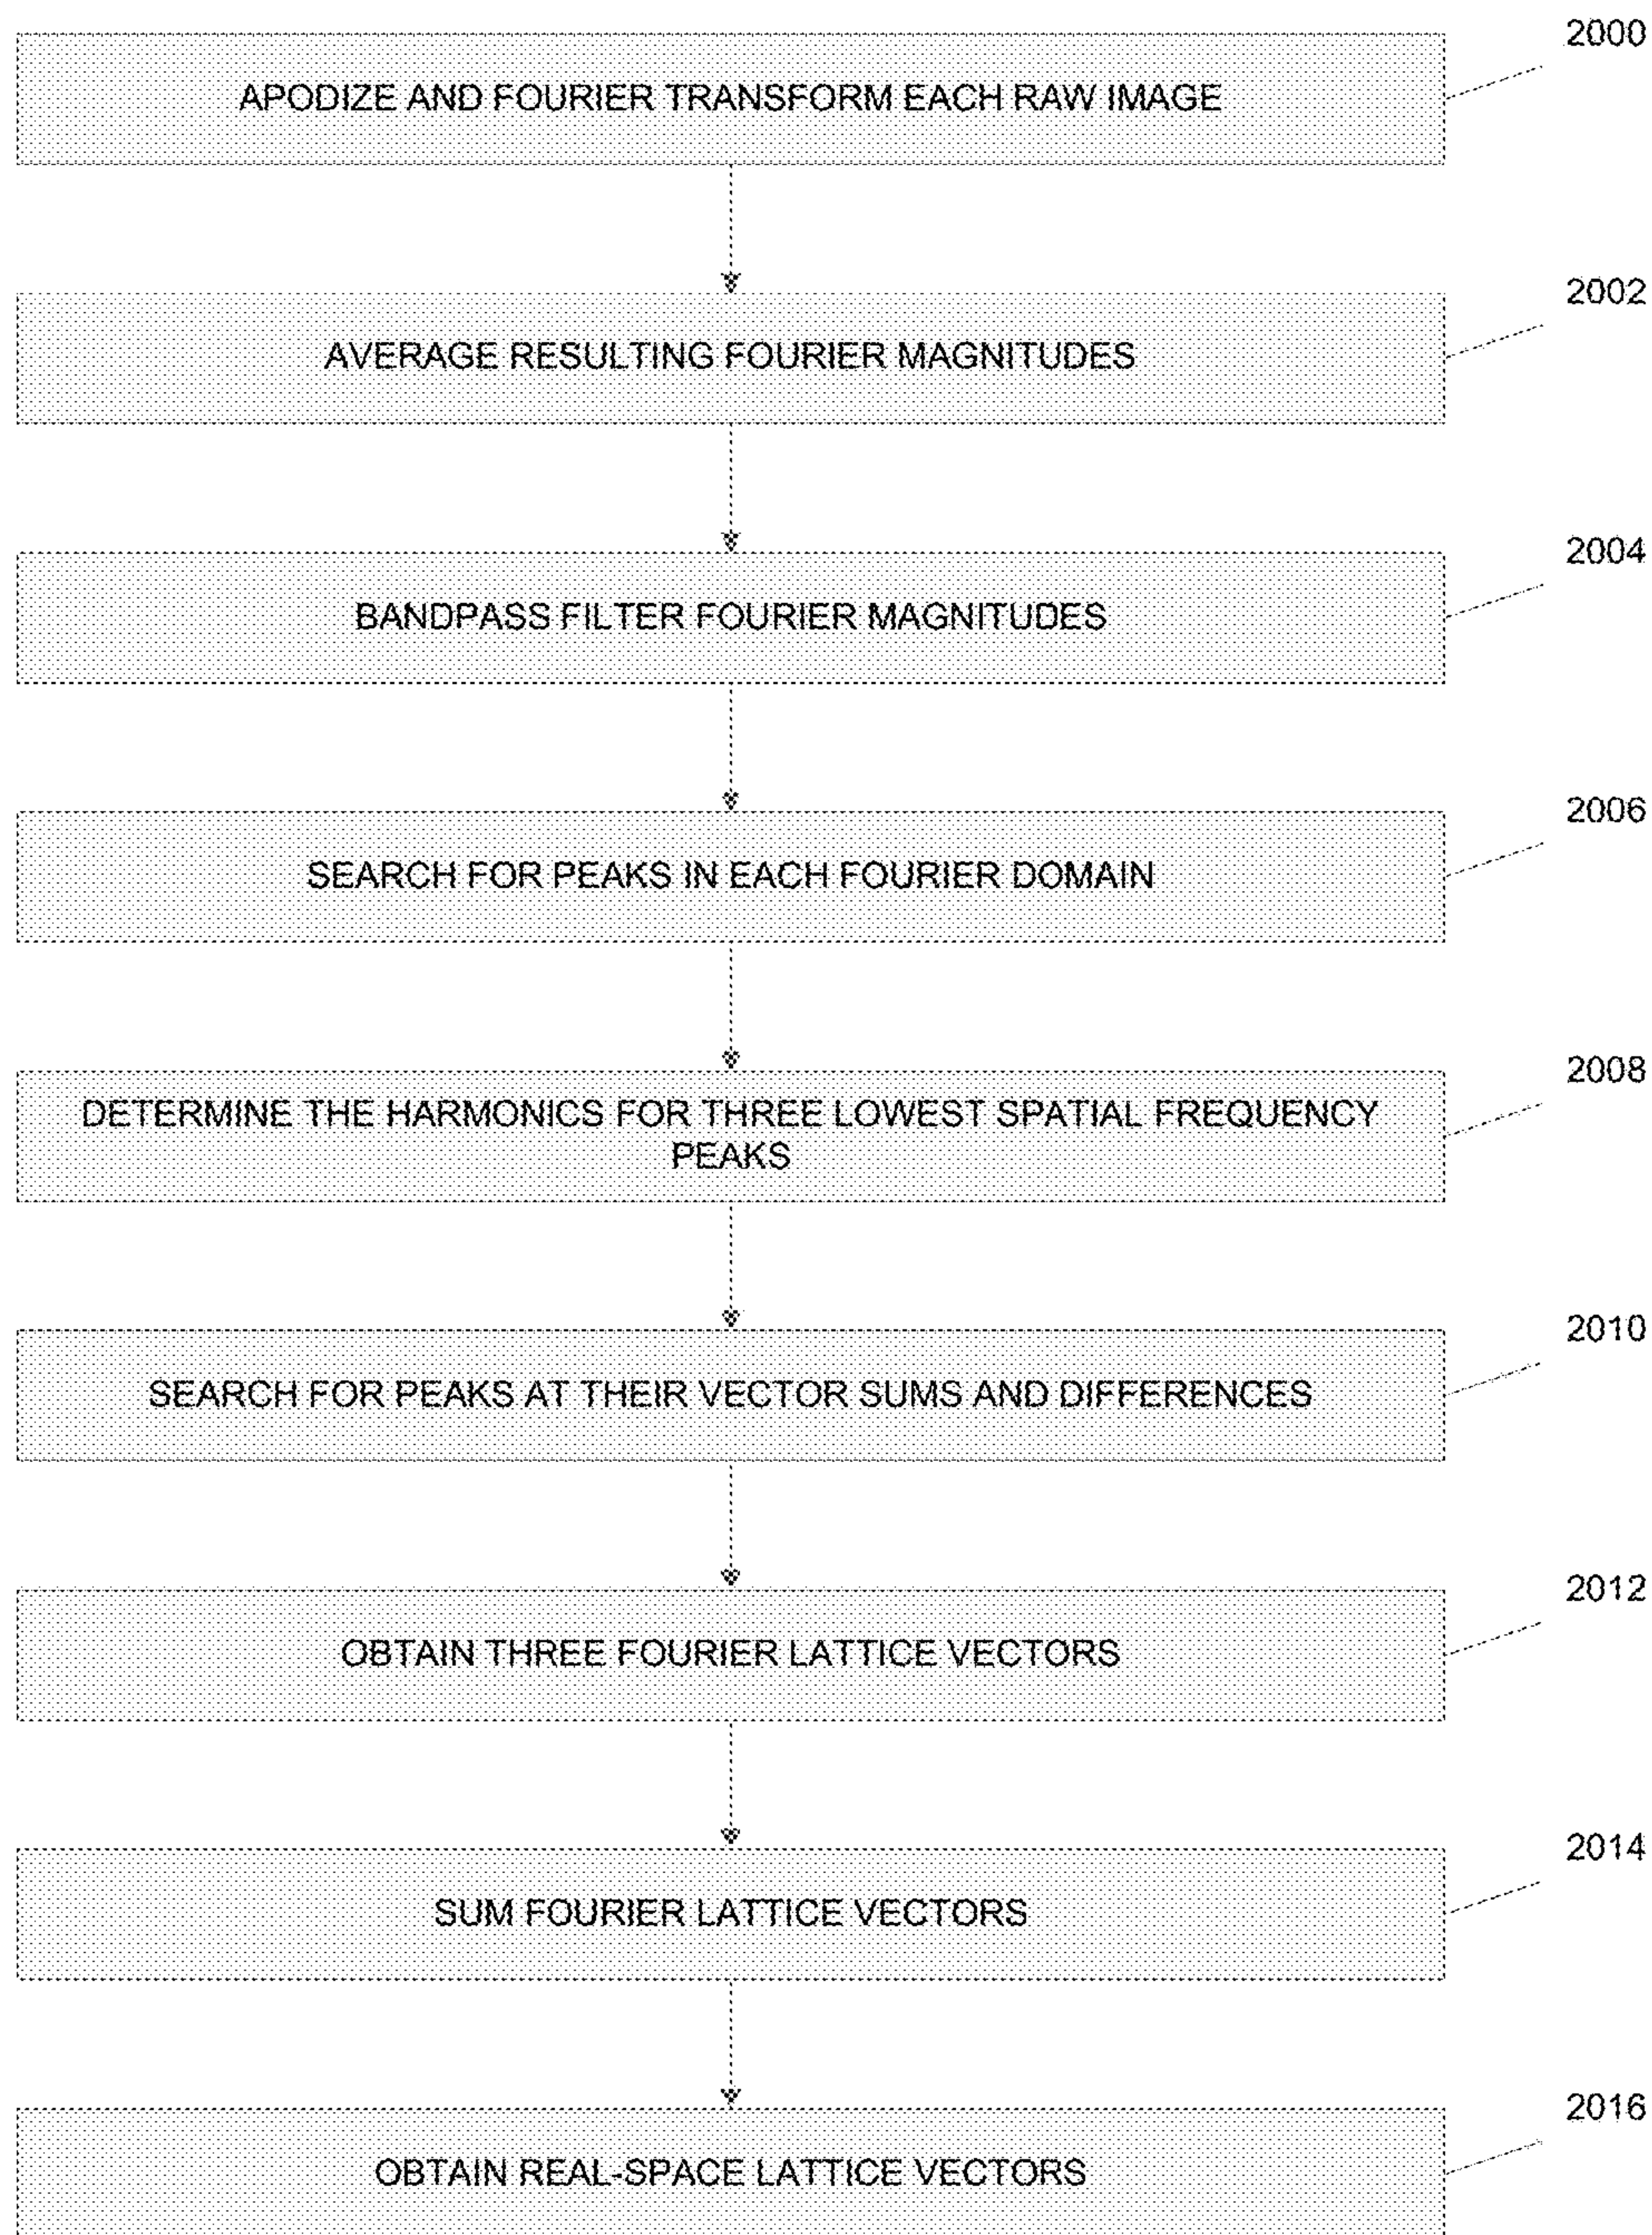 2000
APODIZE AND FOURIER TRANSFORM EACH RAW IMAGE
2002
AVERAGE RESULTING FOURIER MAGNITUDES
2004
BANDPASS FILTER FOURIER MAGNITUDES
2006
SEARCH FOR PEAKS IN EACH FOURIER DOMAIN
2008
DETERMINE THE HARMONICS FOR THREE LOWEST SPATIAL FREQUENCY
PEAKS
2010
SEARCH FOR PEAKS AT THEIR VECTOR SUMS AND DIFFERENCES
2012
OBTAIN THREE FOURIER LATTICE VECTORS
2014
SUM FOURIER LATTICE VECTORS
2016
OBTAIN REAL-SPACE LATTICE VECTORS